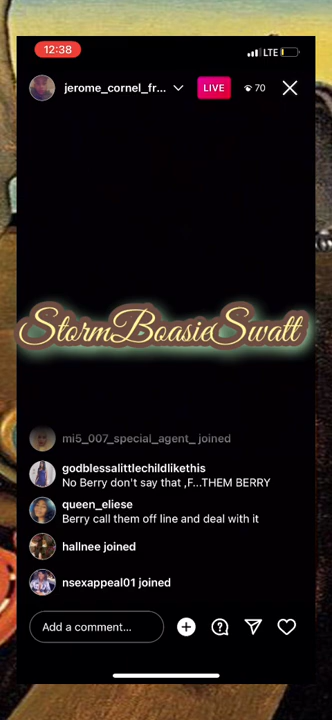 12:38
LTE
jerome_cornel_fr...
LIVE
70
StormBoasieSwatt
mi5_007_special_agent_ joined
godblessalittlechildlikethis
No Berry don't say that ,F...THEM BERRY
queen_eliese
Berry call them off line and deal with it
hallnee joined
nsexappeal01 joined
Add a comment...